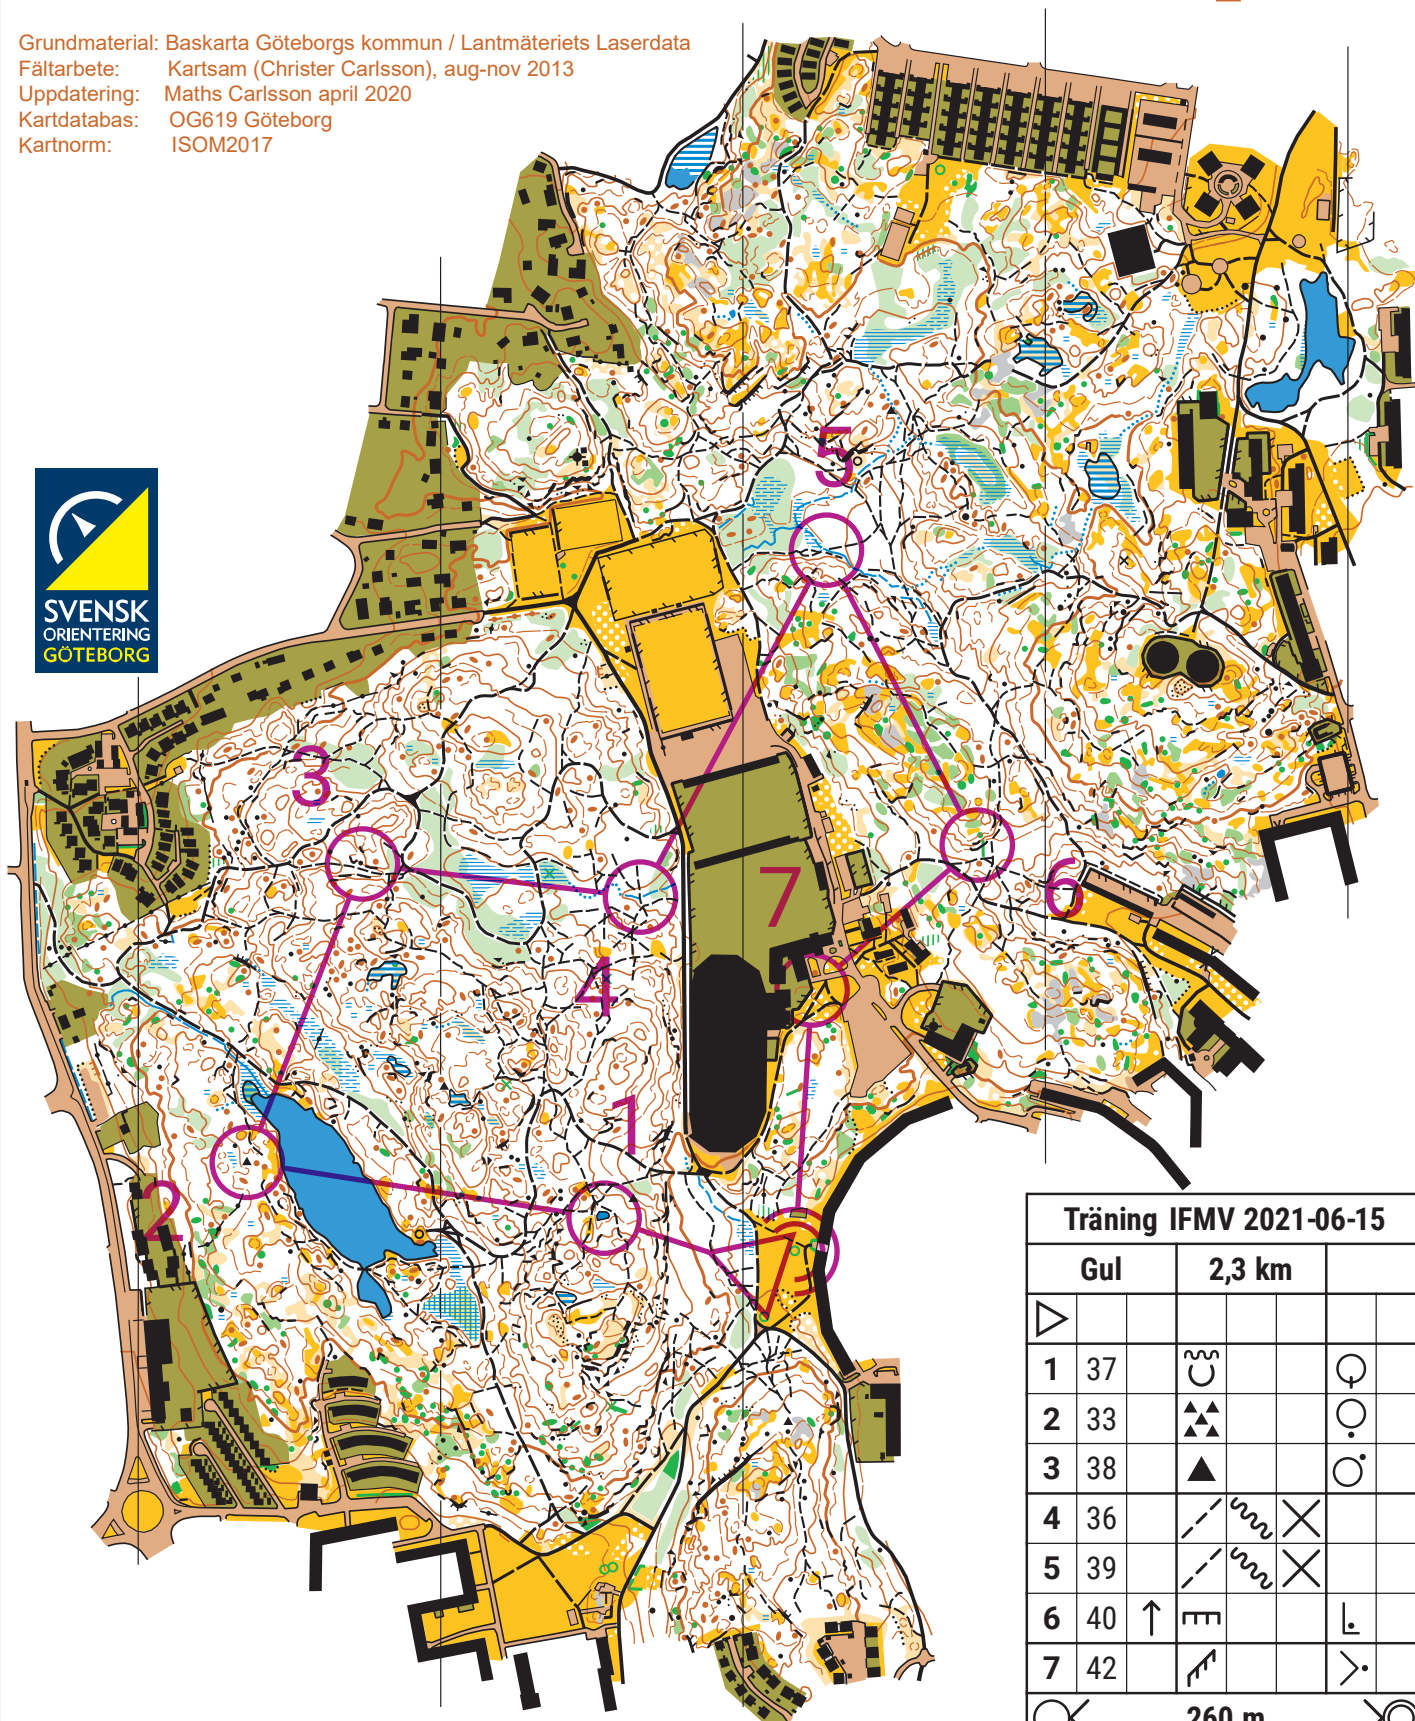 Grundmaterial: Baskarta Göteborgs kommun / Lantmäteriets Laserdata
Fältarbete: Kartsam (Christer Carlsson), aug-nov 2013
Uppdatering: Maths Carlsson april 2020
Kartdatabas: OG619 Göteborg
Kartnorm: ISOM2017
5
SVENSK
ORIENTERING
GÖTEBORG
3
7
6
4
1
2
Träning IFMV 2021-06-15
Gul 2,3 km
1 37
2 33
3 38
4 36
5 39
6 40
7 42
260 m